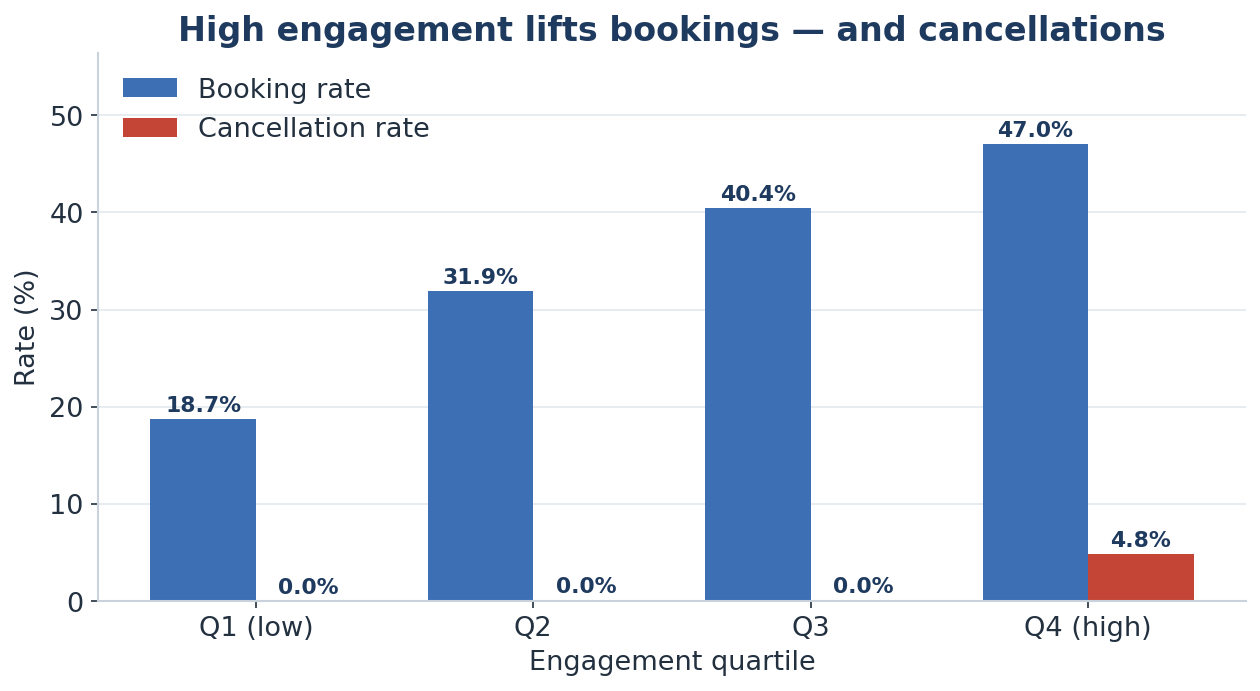 High engagement lifts bookings — and cancellations
Booking rate
Cancellation rate
Rate (%)
50
40
30
20
10
0
18.7%
0.0%
31.9%
0.0%
40.4%
0.0%
47.0%
4.8%
Q1 (low)
Q2
Q3
Q4 (high)
Engagement quartile